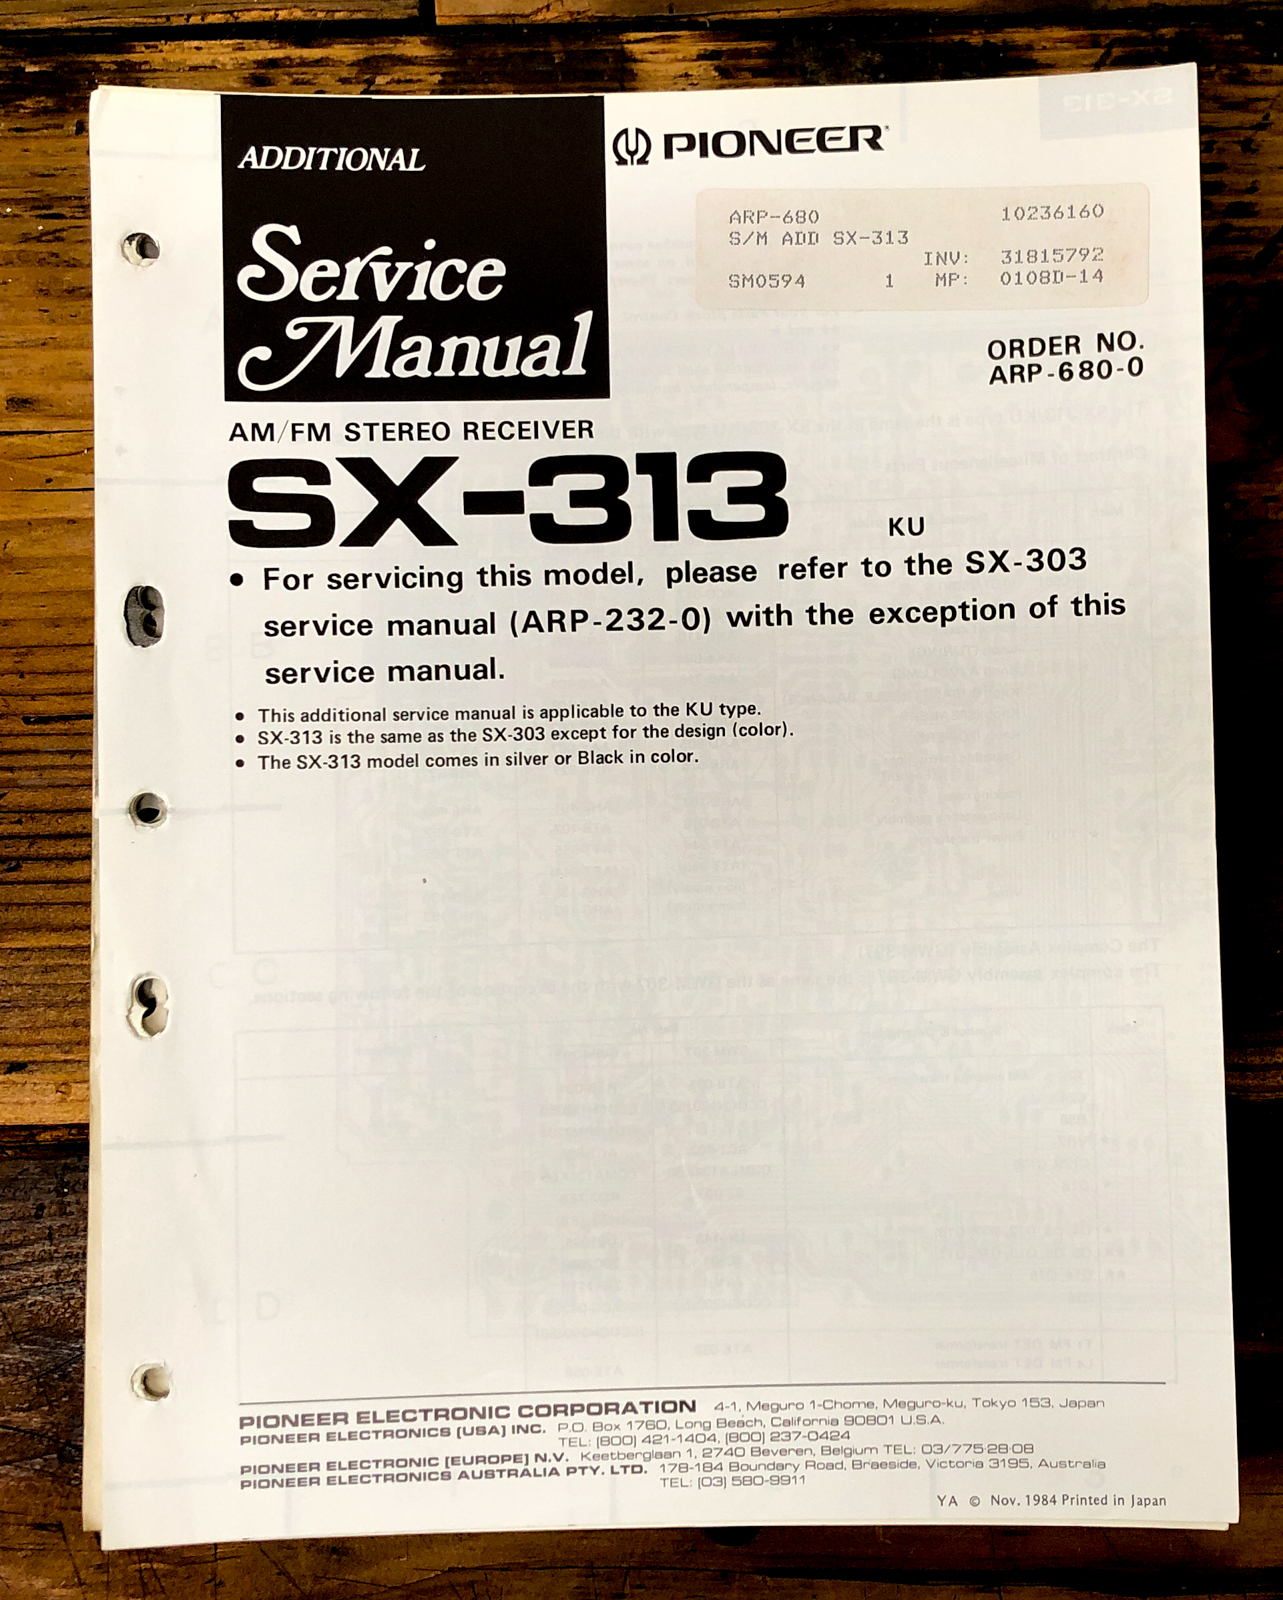 ADDITIONAL
Service
Manual
PIONEER
ARP-680 10236160
S/M ADD SX-313
INV: 31815792
SM0594 1 MP: 0108D-14
ORDER NO.
ARP-680-0
AM/FM STEREO RECEIVER
SX-313
KU
• For servicing this model, please refer to the SX-303
service manual (ARP-232-0) with the exception of this
service manual.
• This additional service manual is applicable to the KU type.
• SX-313 is the same as the SX-303 except for the design (color).
• The SX-313 model comes in silver or Black in color.
PIONEER ELECTRONIC CORPORATION 4-1, Meguro 1-Chome, Meguro-ku, Tokyo 153, Japan
PIONEER ELECTRONICS [USA] INC. P.O. Box 1760, Long Beach, California 90801 U.S.A.
TEL: (800) 421-1404, (800) 237-0424
PIONEER ELECTRONIC [EUROPE] N.V. Keetberglaan 1, 2740 Beveren, Belgium TEL: 03/775·28·08
PIONEER ELECTRONICS AUSTRALIA PTY. LTD. 178-184 Boundary Road, Braeside, Victoria 3195, Australia
TEL: (03) 580-9911
YA © Nov. 1984 Printed in Japan